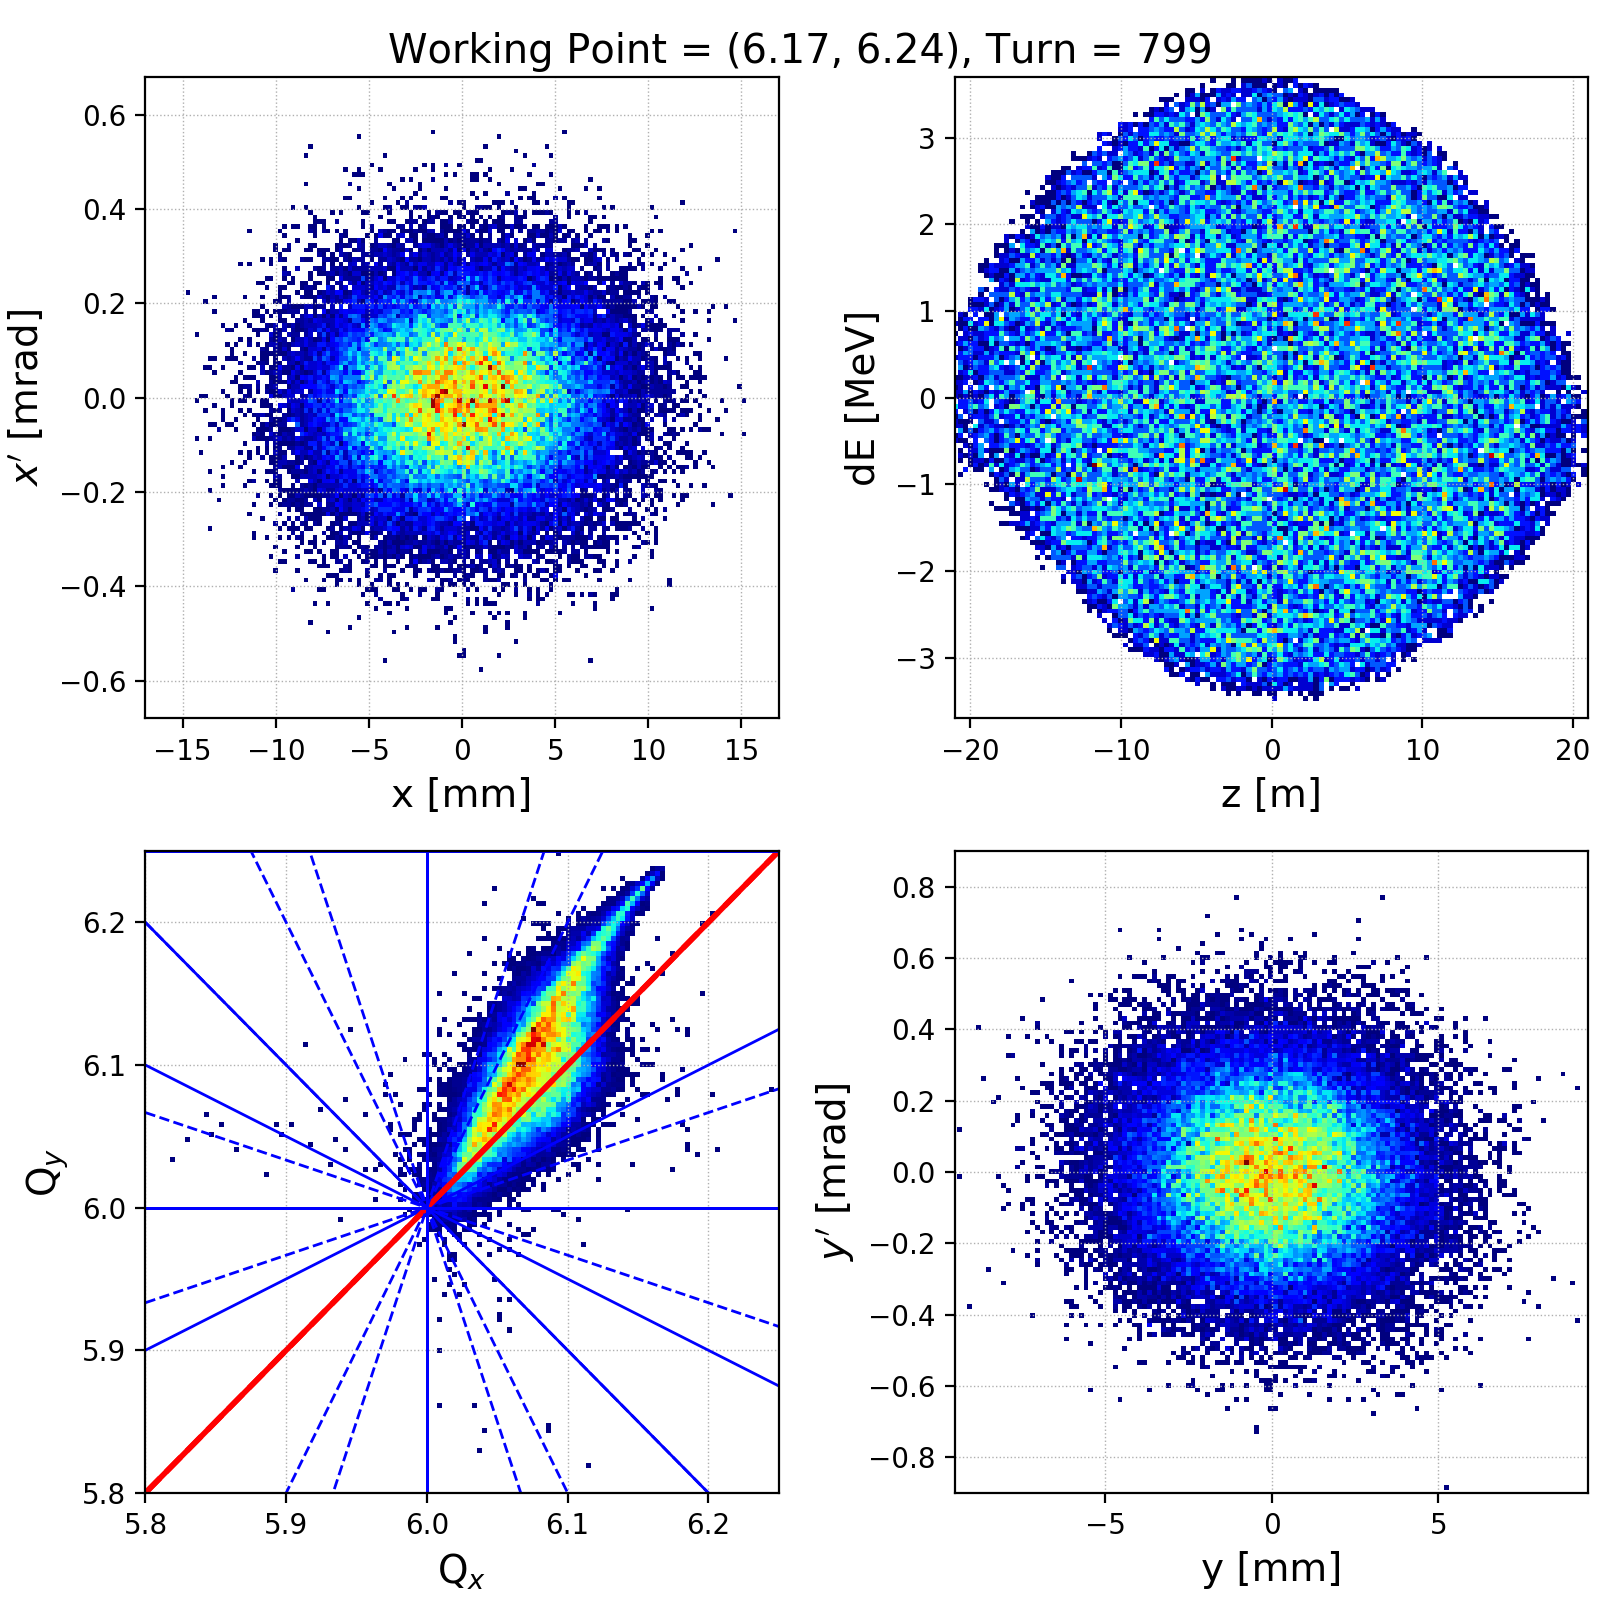 Working Point = (6.17, 6.24), Turn = 799
0.6
0.4
0.2
0.0
−0.2
−0.4
−0.6
x′ [mrad]
−15 −10 −5 0 5 10 15
x [mm]
3
2
1
0
−1
−2
−3
dE [MeV]
−20 −10 0 10 20
z [m]
6.2
6.1
6.0
5.9
5.8
Qy
5.8 5.9 6.0 6.1 6.2
Qx
0.8
0.6
0.4
0.2
0.0
−0.2
−0.4
−0.6
−0.8
y′ [mrad]
−5 0 5
y [mm]